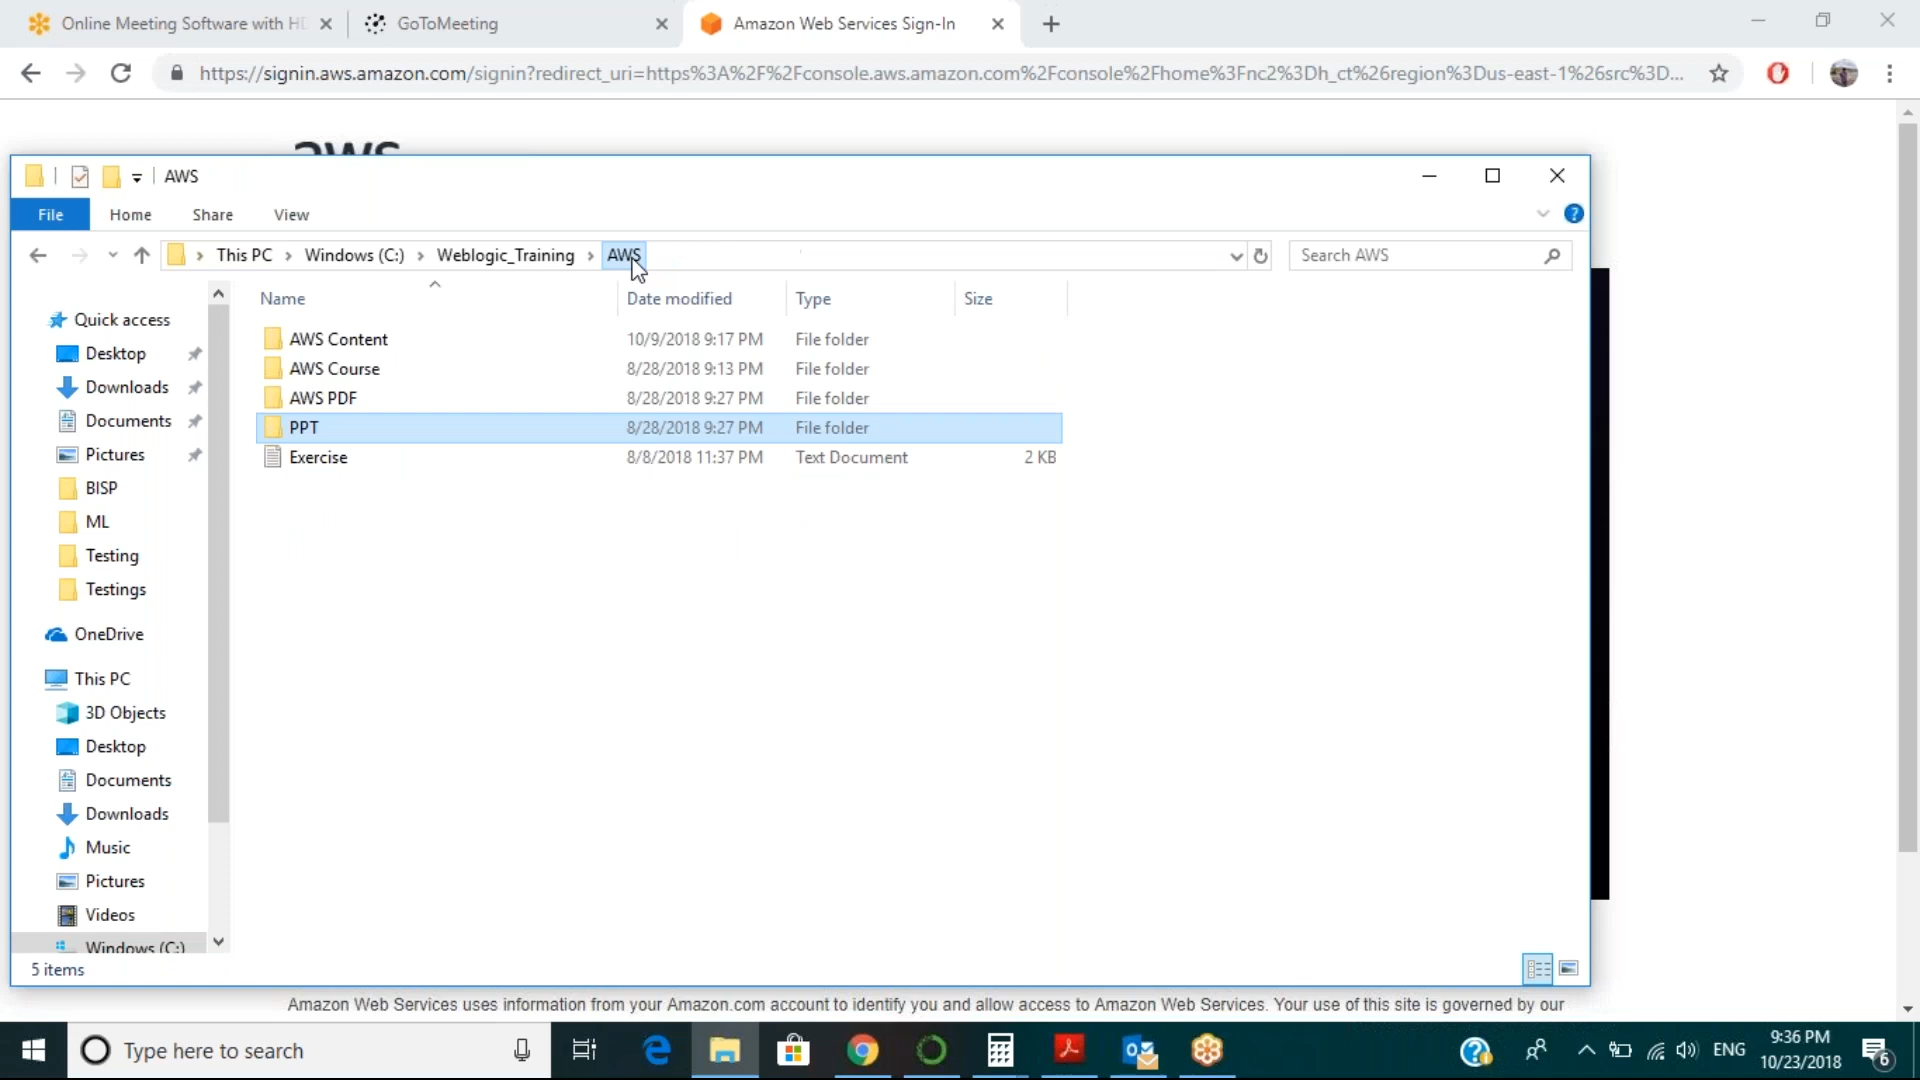 Online Meeting Software with HD
GoToMeeting
Amazon Web Services Sign-In
https://signin.aws.amazon.com/signin?redirect_uri=https%3A%2F%2Fconsole.aws.amazon.com%2Fconsole%2Fhome%3Fnc2%3Dh_ct%26region%3Dus-east-1%26src%3D...
aws
AWS
File Home Share View
This PC > Windows (C:) > Weblogic_Training > AWS
Search AWS
Name Date modified Type Size
AWS Content 10/9/2018 9:17 PM File folder
AWS Course 8/28/2018 9:13 PM File folder
AWS PDF 8/28/2018 9:27 PM File folder
PPT 8/28/2018 9:27 PM File folder
Exercise 8/8/2018 11:37 PM Text Document 2 KB
Quick access
Desktop
Downloads
Documents
Pictures
BISP
ML
Testing
Testings
OneDrive
This PC
3D Objects
Desktop
Documents
Downloads
Music
Pictures
Videos
Windows (C:)
5 items
Amazon Web Services uses information from your Amazon.com account to identify you and allow access to Amazon Web Services. Your use of this site is governed by our
Type here to search
ENG
9:36 PM
10/23/2018
6